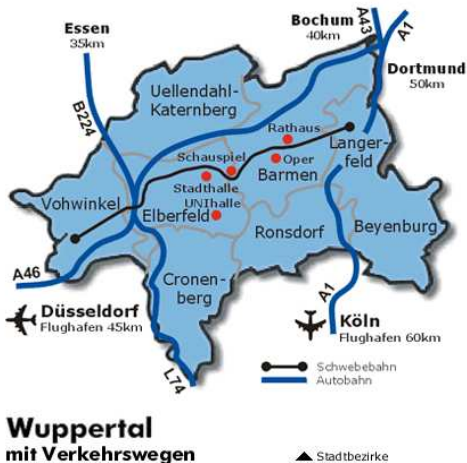 Essen
35km
Bochum
40km
A43
A1
Dortmund
50km
B224
Uellendahl-
Katernberg
Rathaus
Langer-
feld
Schauspiel
Oper
Barmen
Stadthalle
UNIhalle
Vohwinkel
Elberfeld
Ronsdorf
Beyenburg
Cronen-
berg
A46
A1
Düsseldorf
Flughafen 45km
Köln
Flughafen 60km
L74
Schwebebahn
Autobahn
Wuppertal
mit Verkehrswegen
Stadtbezirke